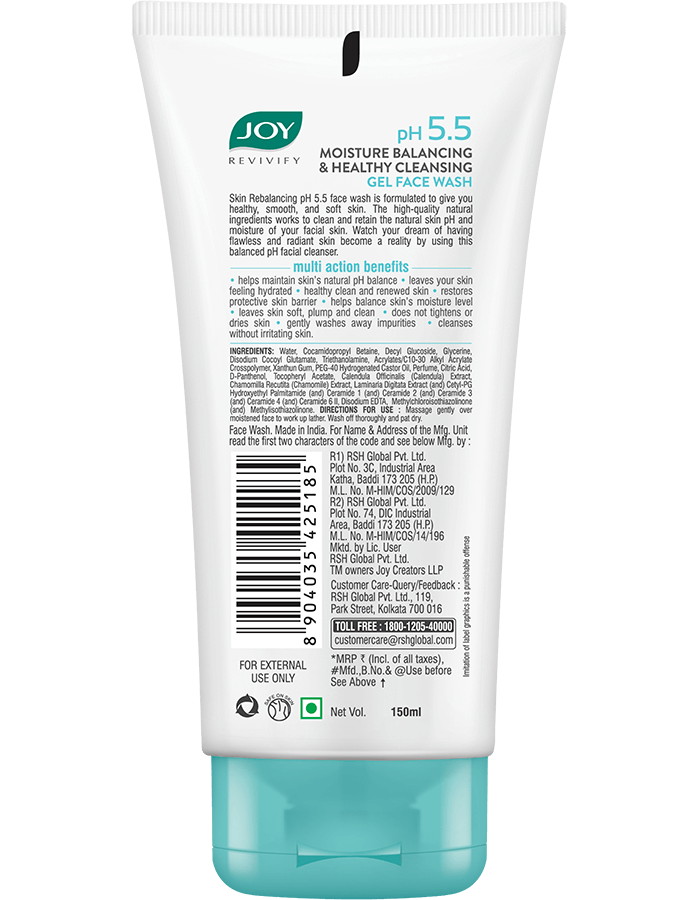 JOY
REVIVIFY
pH 5.5
MOISTURE BALANCING
& HEALTHY CLEANSING
GEL FACE WASH
Skin Rebalancing pH 5.5 face wash is formulated to give you
healthy, smooth, and soft skin. The high-quality natural
ingredients works to clean and retain the natural skin pH and
moisture of your facial skin. Watch your dream of having
flawless and radiant skin become a reality by using this
balanced pH facial cleanser.
multi action benefits
• helps maintain skin's natural pH balance • leaves your skin
feeling hydrated • healthy clean and renewed skin • restores
protective skin barrier • helps balance skin's moisture level
• leaves skin soft, plump and clean • does not tightens or
dries skin • gently washes away impurities • cleanses
without irritating skin.
INGREDIENTS: Water, Cocamidopropyl Betaine, Decyl Glucoside, Glycerine,
Disodium Cocoyl Glutamate, Triethanolamine, Acrylates/C10-30 Alkyl Acrylate
Crosspolymer, Xanthun Gum, PEG-40 Hydrogenated Castor Oil, Perfume, Citric Acid,
D-Panthenol, Tocopheryl Acetate, Calendula Officinalis (Calendula) Extract,
Chamomilla Recutita (Chamomile) Extract, Laminaria Digitata Extract (and) Cetyl-PG
Hydroxyethyl Palmitamide (and) Ceramide 1 (and) Ceramide 2 (and) Ceramide 3
(and) Ceramide 4 (and) Ceramide 6 II, Disodium EDTA, Methylchloroisothiazolinone
(and) Methylisothiazolinone. DIRECTIONS FOR USE : Massage gently over
moistened face to work up lather. Wash off thoroughly and pat dry.
Face Wash. Made in India. For Name & Address of the Mfg. Unit
read the first two characters of the code and see below Mfg. by :
R1) RSH Global Pvt. Ltd.
Plot No. 3C, Industrial Area
Katha, Baddi 173 205 (H.P.)
M.L. No. M-HIM/COS/2009/129
R2) RSH Global Pvt. Ltd.
Plot No. 74, DIC Industrial
Area, Baddi 173 205 (H.P.)
M.L. No. M-HIM/COS/14/196
Mktd. by Lic. User
RSH Global Pvt. Ltd.
TM owners Joy Creators LLP
Customer Care-Query/Feedback :
RSH Global Pvt. Ltd., 119,
Park Street, Kolkata 700 016
TOLL FREE : 1800-1205-40000
customercare@rshglobal.com
*MRP ₹ (Incl. of all taxes),
#Mfd.,B.No.& @Use before
See Above ↑
8 904035 425185
Imitation of label graphics is a punishable offense
FOR EXTERNAL
USE ONLY
SAFE ON SKIN
Net Vol. 150ml